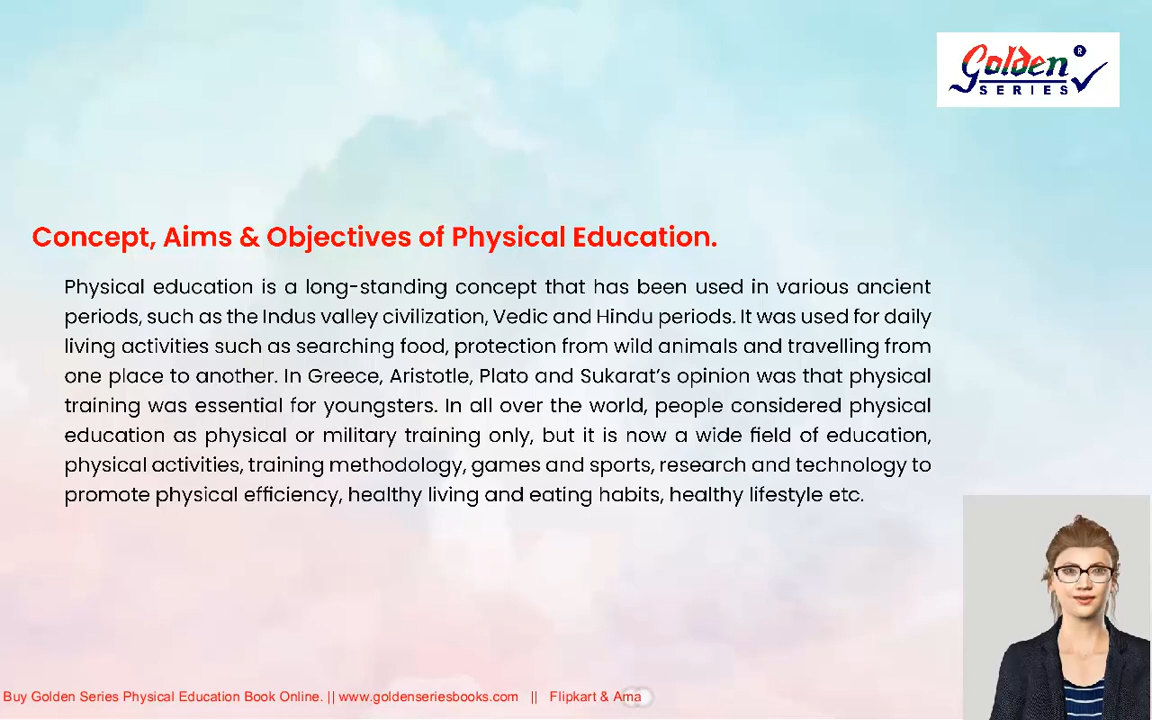 Golden®
SERIES
Concept, Aims & Objectives of Physical Education.
Physical education is a long-standing concept that has been used in various ancient
periods, such as the Indus valley civilization, Vedic and Hindu periods. It was used for daily
living activities such as searching food, protection from wild animals and travelling from
one place to another. In Greece, Aristotle, Plato and Sukarat's opinion was that physical
training was essential for youngsters. In all over the world, people considered physical
education as physical or military training only, but it is now a wide field of education,
physical activities, training methodology, games and sports, research and technology to
promote physical efficiency, healthy living and eating habits, healthy lifestyle etc.
Buy Golden Series Physical Education Book Online. || www.goldenseriesbooks.com || Flipkart & Ama